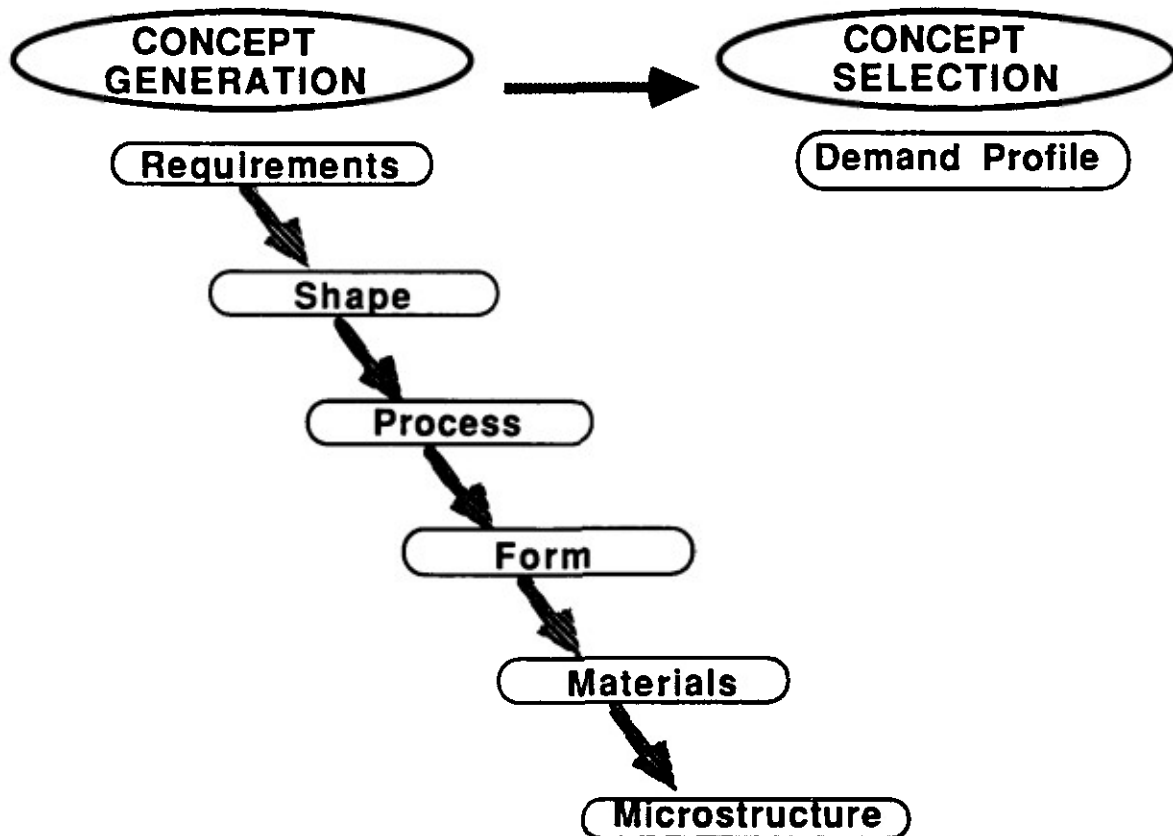 CONCEPT
GENERATION
CONCEPT
SELECTION
Requirements
Demand Profile
Shape
Process
Form
Materials
Microstructure